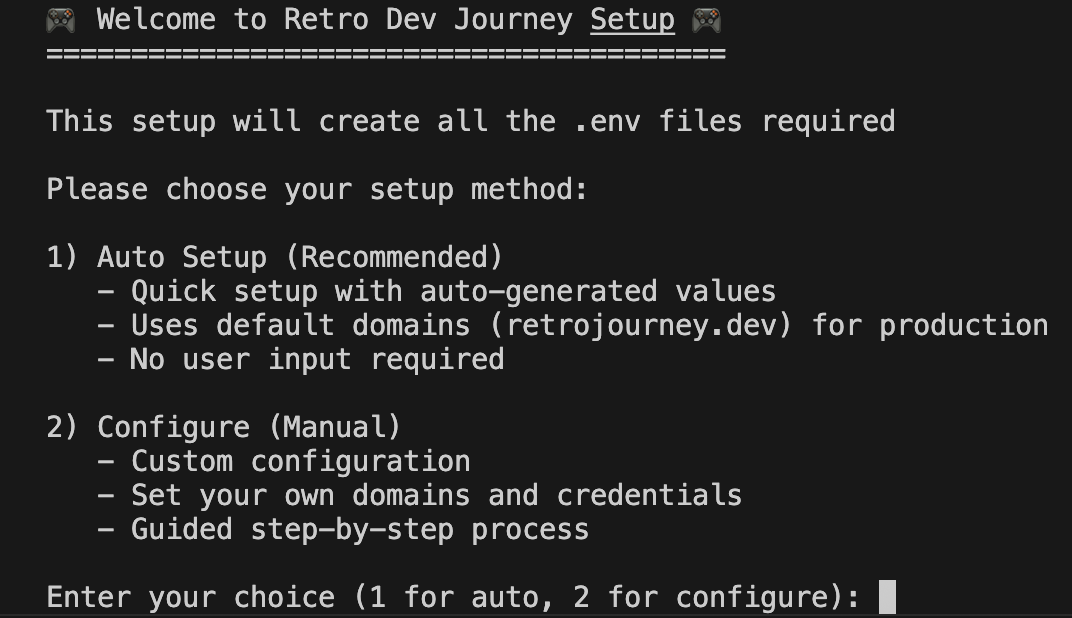 🎮 Welcome to Retro Dev Journey Setup 🎮
========================================
This setup will create all the .env files required
Please choose your setup method:
1) Auto Setup (Recommended)
- Quick setup with auto-generated values
- Uses default domains (retrojourney.dev) for production
- No user input required
2) Configure (Manual)
- Custom configuration
- Set your own domains and credentials
- Guided step-by-step process
Enter your choice (1 for auto, 2 for configure):